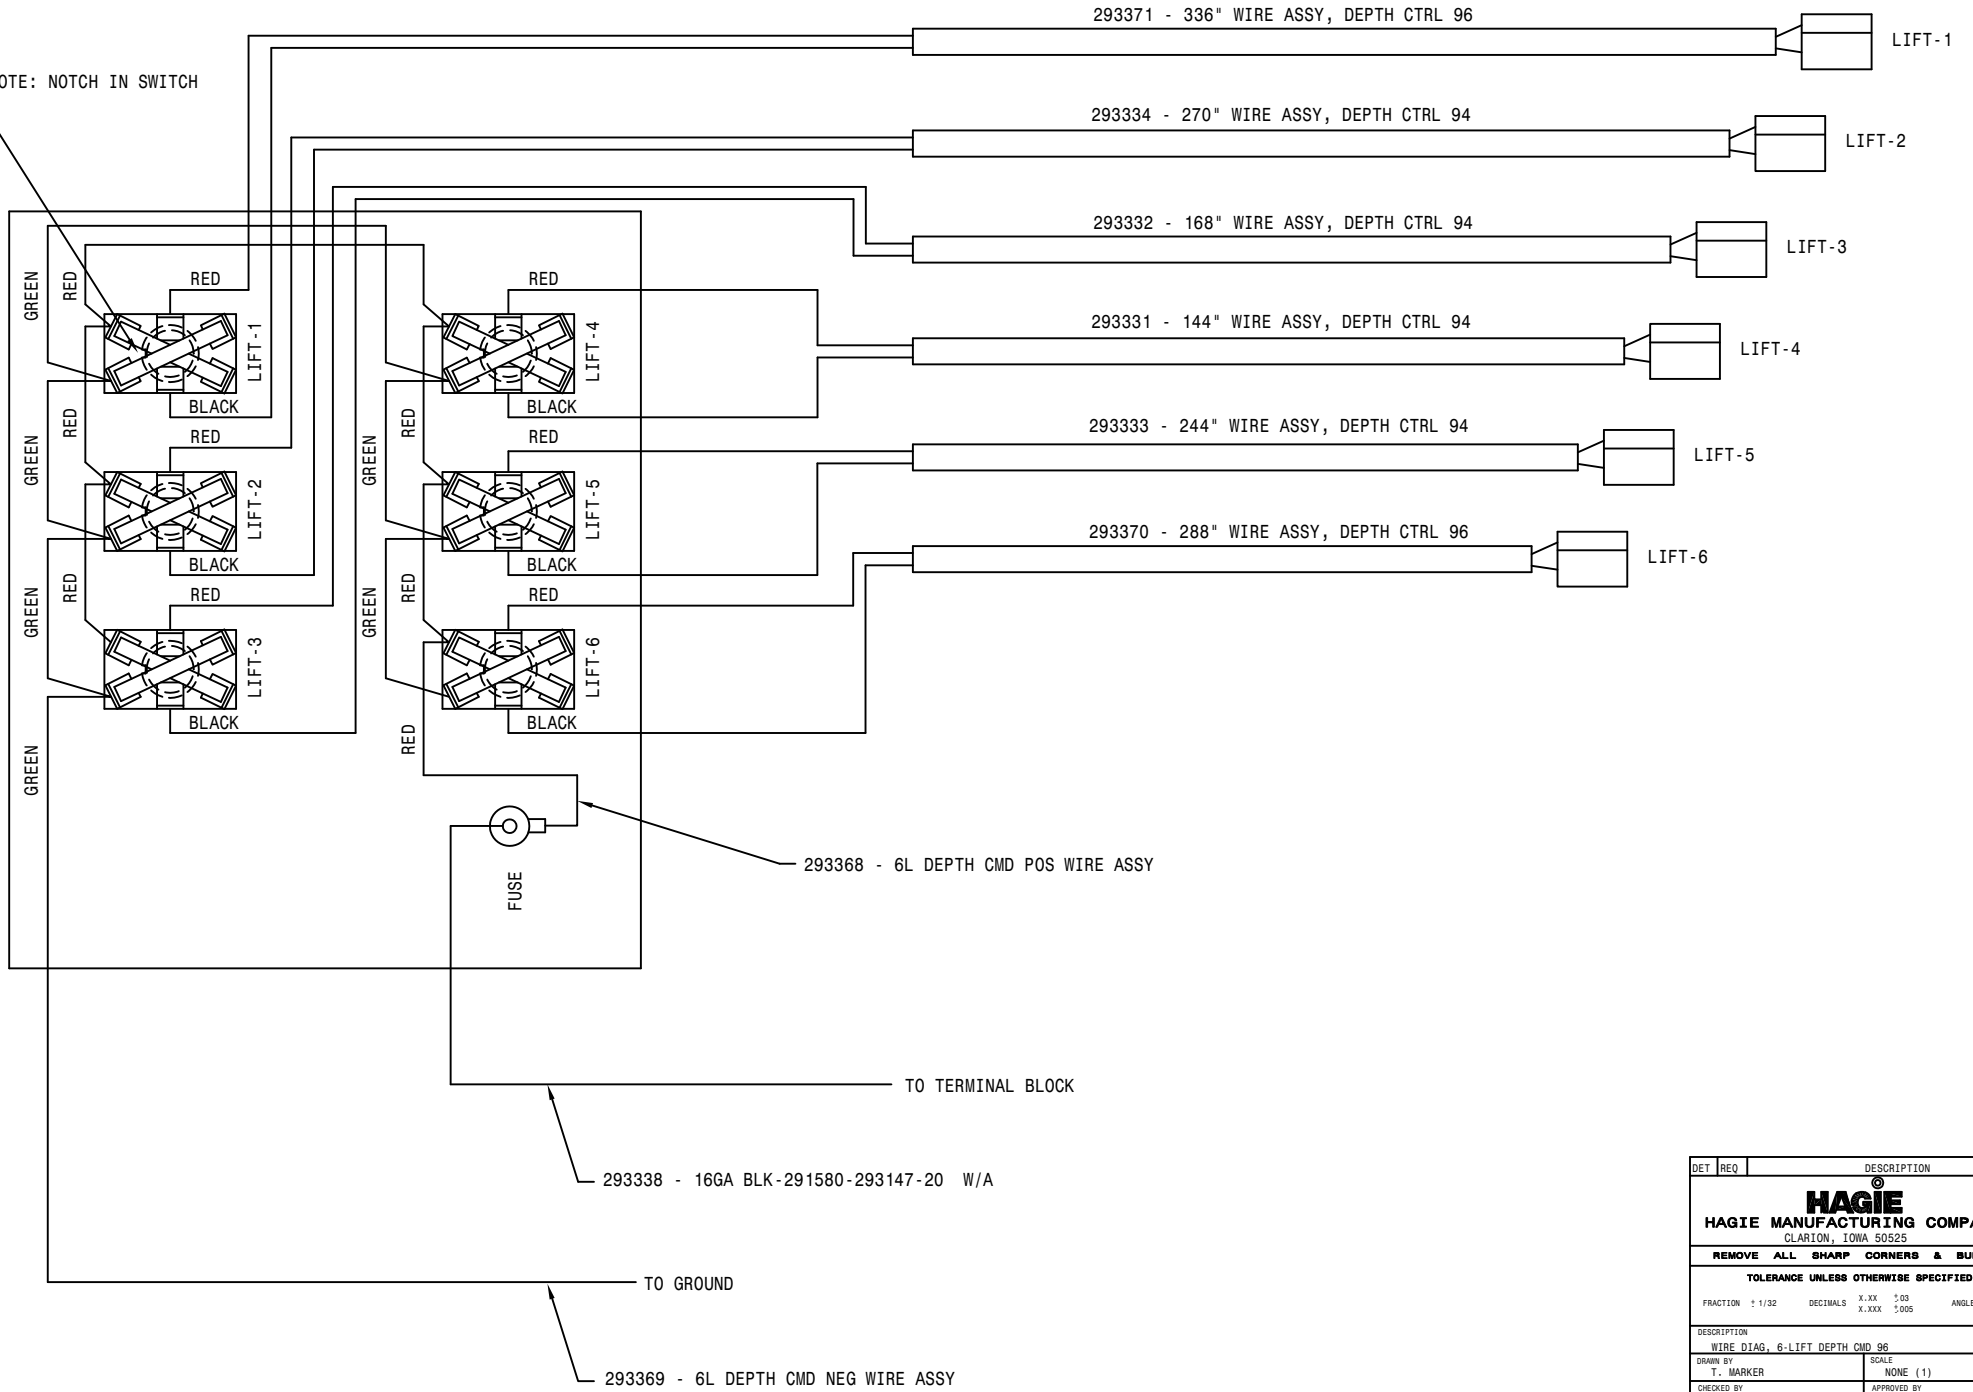 293371 - 336" WIRE ASSY, DEPTH CTRL 96
LIFT-1
OTE: NOTCH IN SWITCH
293334 - 270" WIRE ASSY, DEPTH CTRL 94
LIFT-2
293332 - 168" WIRE ASSY, DEPTH CTRL 94
LIFT-3
GREEN
RED
RED
RED
293331 - 144" WIRE ASSY, DEPTH CTRL 94
LIFT-4
LIFT-1
LIFT-4
BLACK
BLACK
GREEN
RED
RED
GREEN
RED
RED
293333 - 244" WIRE ASSY, DEPTH CTRL 94
LIFT-5
LIFT-2
LIFT-5
293370 - 288" WIRE ASSY, DEPTH CTRL 96
LIFT-6
BLACK
BLACK
GREEN
RED
RED
GREEN
RED
RED
LIFT-3
LIFT-6
BLACK
BLACK
GREEN
RED
293368 - 6L DEPTH CMD POS WIRE ASSY
FUSE
TO TERMINAL BLOCK
293338 - 16GA BLK-291580-293147-20 W/A
TO GROUND
293369 - 6L DEPTH CMD NEG WIRE ASSY
DET REQ DESCRIPTION
HAGIE
HAGIE MANUFACTURING COMPA
CLARION, IOWA 50525
REMOVE ALL SHARP CORNERS & BU
TOLERANCE UNLESS OTHERWISE SPECIFIED
FRACTION ± 1/32 DECIMALS X.XX ±.03 ANGLE
X.XXX ±.005
DESCRIPTION
WIRE DIAG, 6-LIFT DEPTH CMD 96
DRAWN BY SCALE
T. MARKER NONE (1)
CHECKED BY APPROVED BY